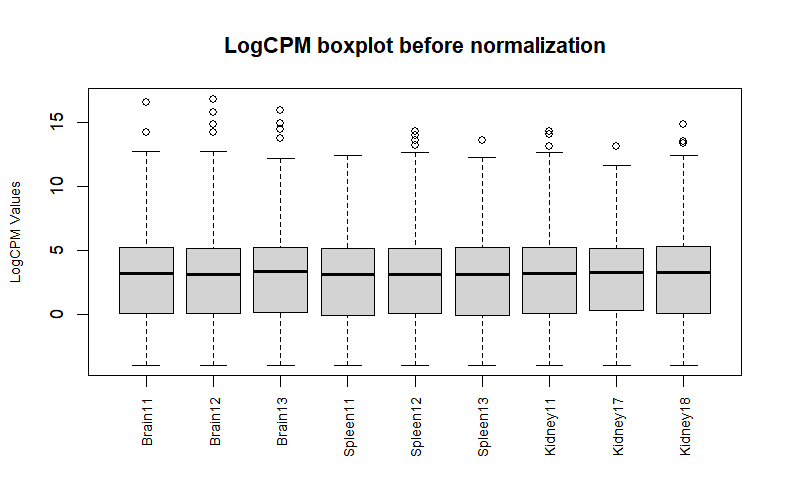 LogCPM boxplot before normalization
LogCPM Values
15
10
5
0
Brain11
Brain12
Brain13
Spleen11
Spleen12
Spleen13
Kidney11
Kidney17
Kidney18